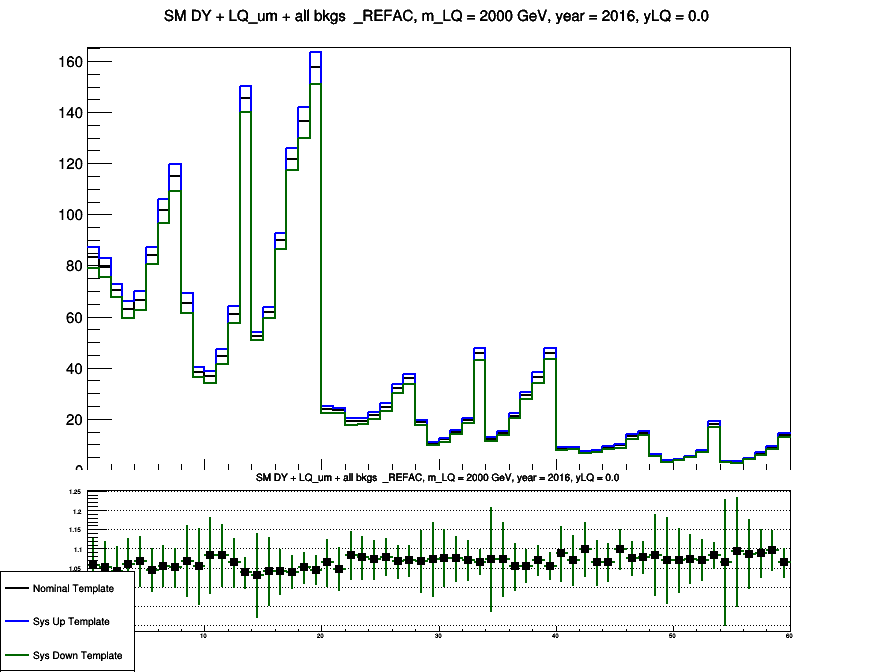 SM DY + LQ_um + all bkgs _REFAC, m_LQ = 2000 GeV, year = 2016, yLQ = 0.0
160
140
120
100
80
60
40
20
0
SM DY + LQ_um + all bkgs _REFAC, m_LQ = 2000 GeV, year = 2016, yLQ = 0.0
1.25
1.2
1.15
1.1
1.05
Nominal Template
Sys Up Template
Sys Down Template
10 20 30 40 50 60